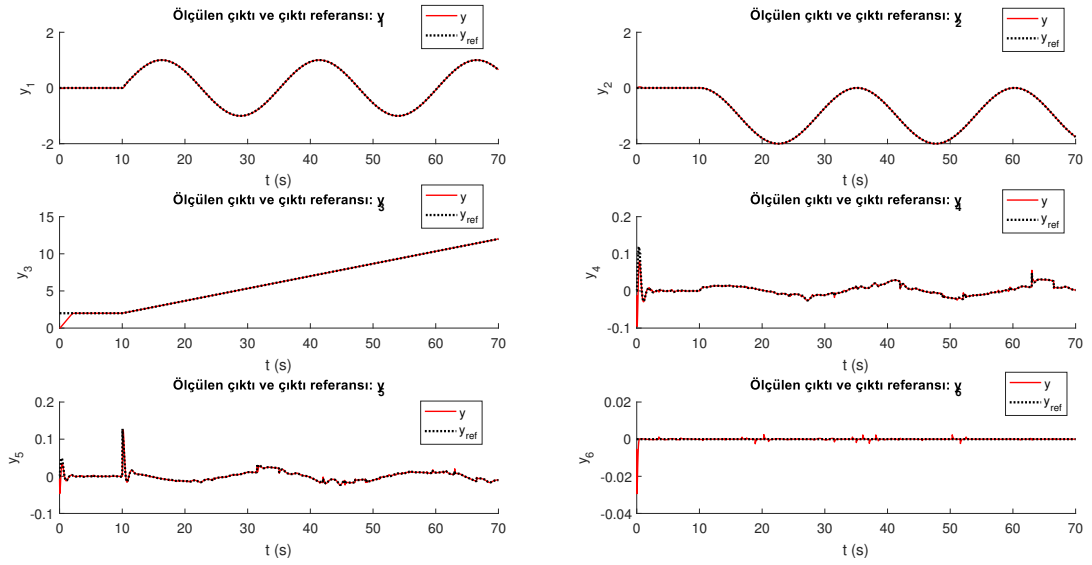 Ölçülen çıktı ve çıktı referansı: y1
y
yref
2
0
-2
y1
0 10 20 30 40 50 60 70
t (s)
Ölçülen çıktı ve çıktı referansı: y2
y
yref
2
0
-2
y2
0 10 20 30 40 50 60 70
t (s)
Ölçülen çıktı ve çıktı referansı: y3
y
yref
15
10
5
0
y3
0 10 20 30 40 50 60 70
t (s)
Ölçülen çıktı ve çıktı referansı: y4
y
yref
0.2
0.1
0
-0.1
y4
0 10 20 30 40 50 60 70
t (s)
Ölçülen çıktı ve çıktı referansı: y5
y
yref
0.2
0.1
0
-0.1
y5
0 10 20 30 40 50 60 70
t (s)
Ölçülen çıktı ve çıktı referansı: y6
y
yref
0.02
0
-0.02
-0.04
y6
0 10 20 30 40 50 60 70
t (s)